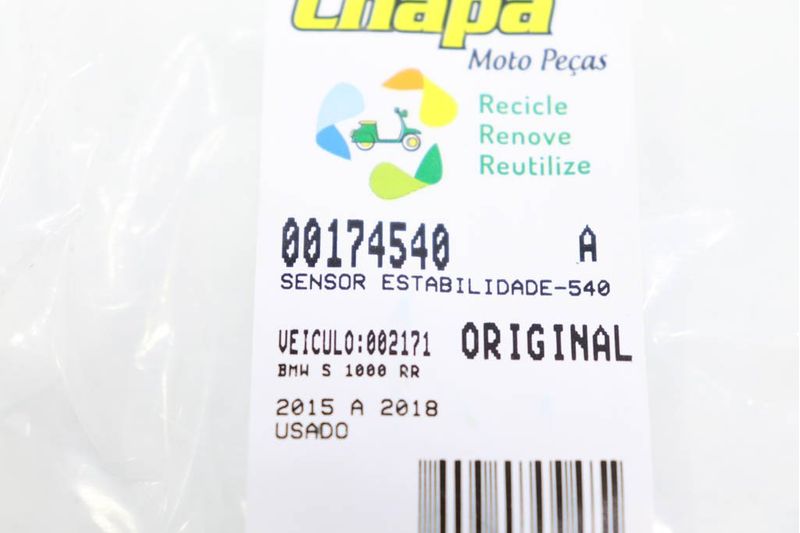 Chapa
Moto Peças
Recicle
Renove
Reutilize
00174540 A
SENSOR ESTABILIDADE-540
VEICULO:002171 ORIGINAL
BMW S 1000 RR
2015 A 2018
USADO